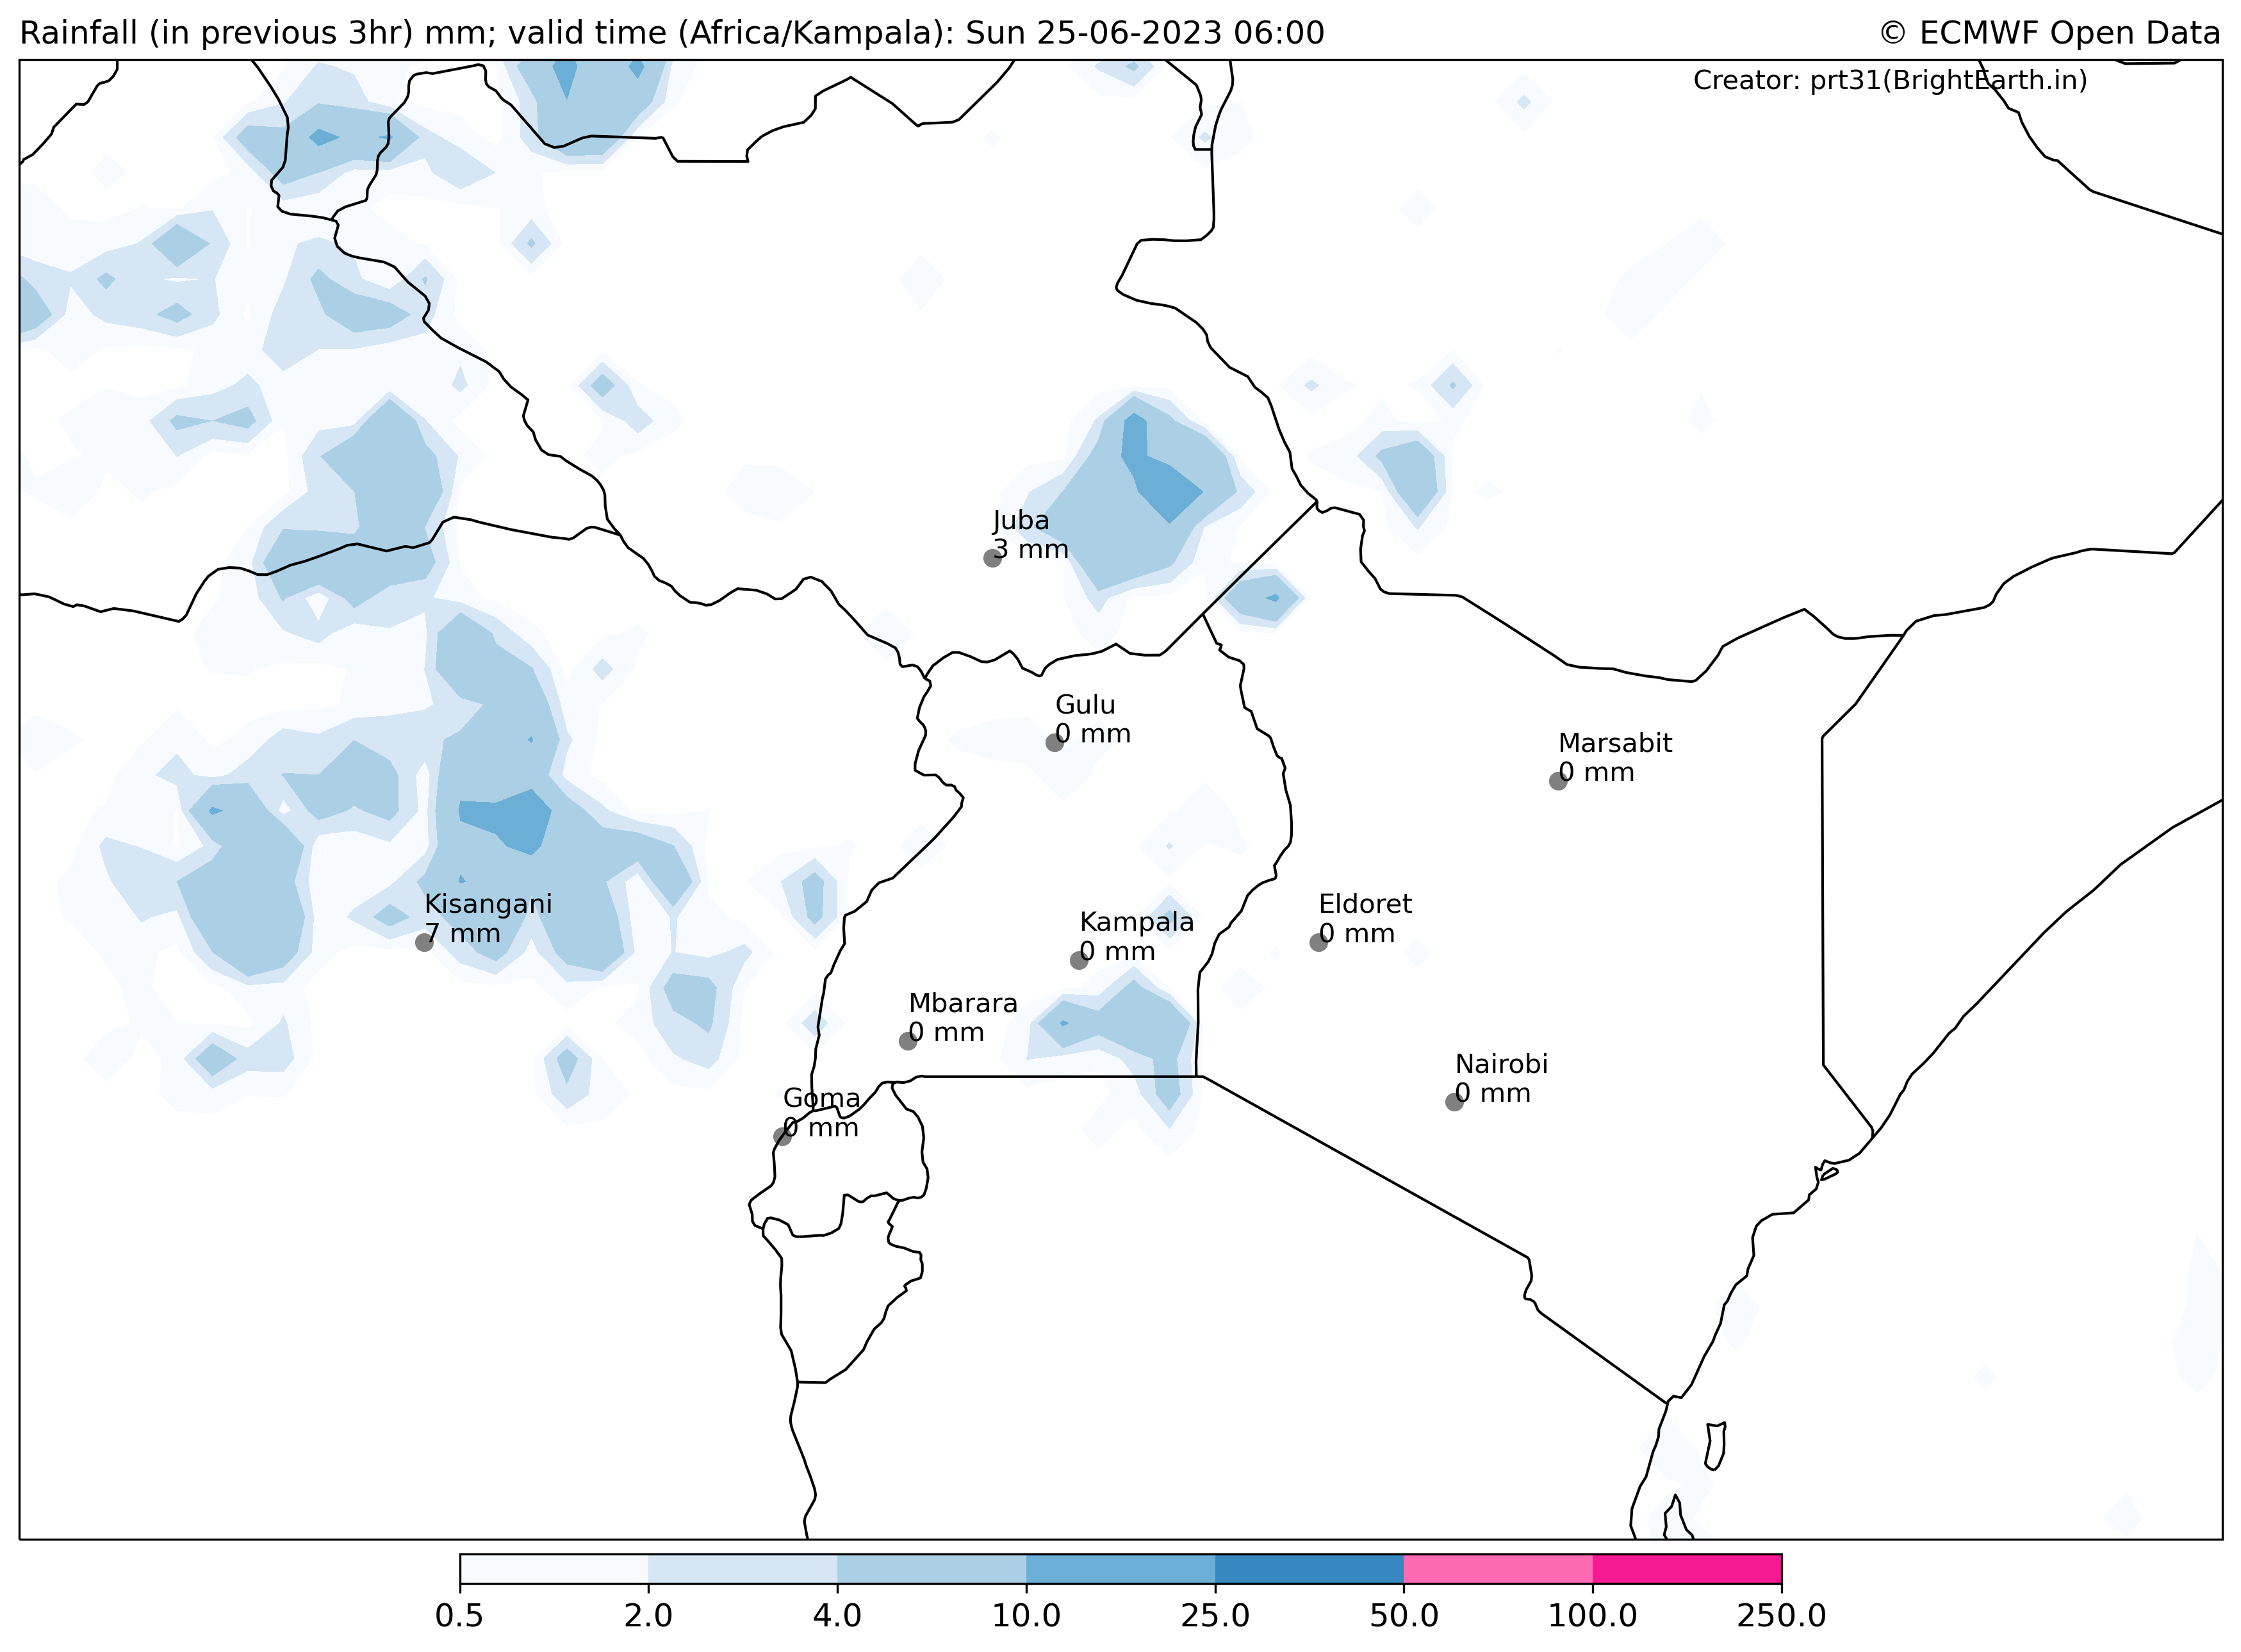 Rainfall (in previous 3hr) mm; valid time (Africa/Kampala): Sun 25-06-2023 06:00
© ECMWF Open Data
Creator: prt31(BrightEarth.in)
Juba
3 mm
Gulu
0 mm
Marsabit
0 mm
Kisangani
7 mm
Kampala
0 mm
Eldoret
0 mm
Mbarara
0 mm
Nairobi
0 mm
Goma
0 mm
0.5 2.0 4.0 10.0 25.0 50.0 100.0 250.0